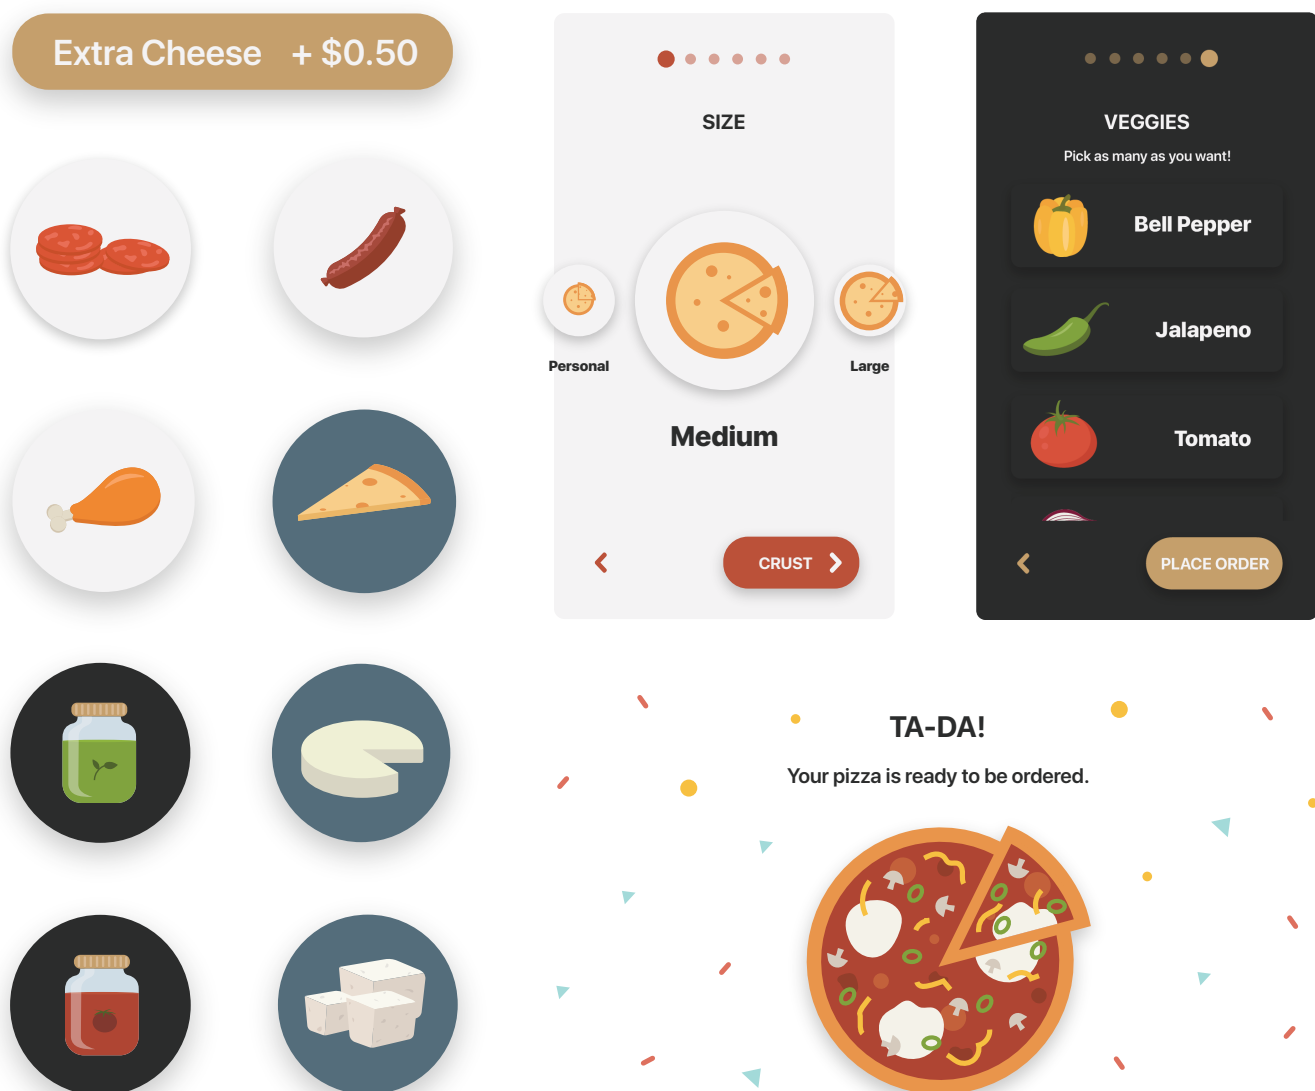 Extra Cheese + $0.50
SIZE
Personal
Large
Medium
CRUST
VEGGIES
Pick as many as you want!
Bell Pepper
Jalapeno
Tomato
PLACE ORDER
TA-DA!
Your pizza is ready to be ordered.